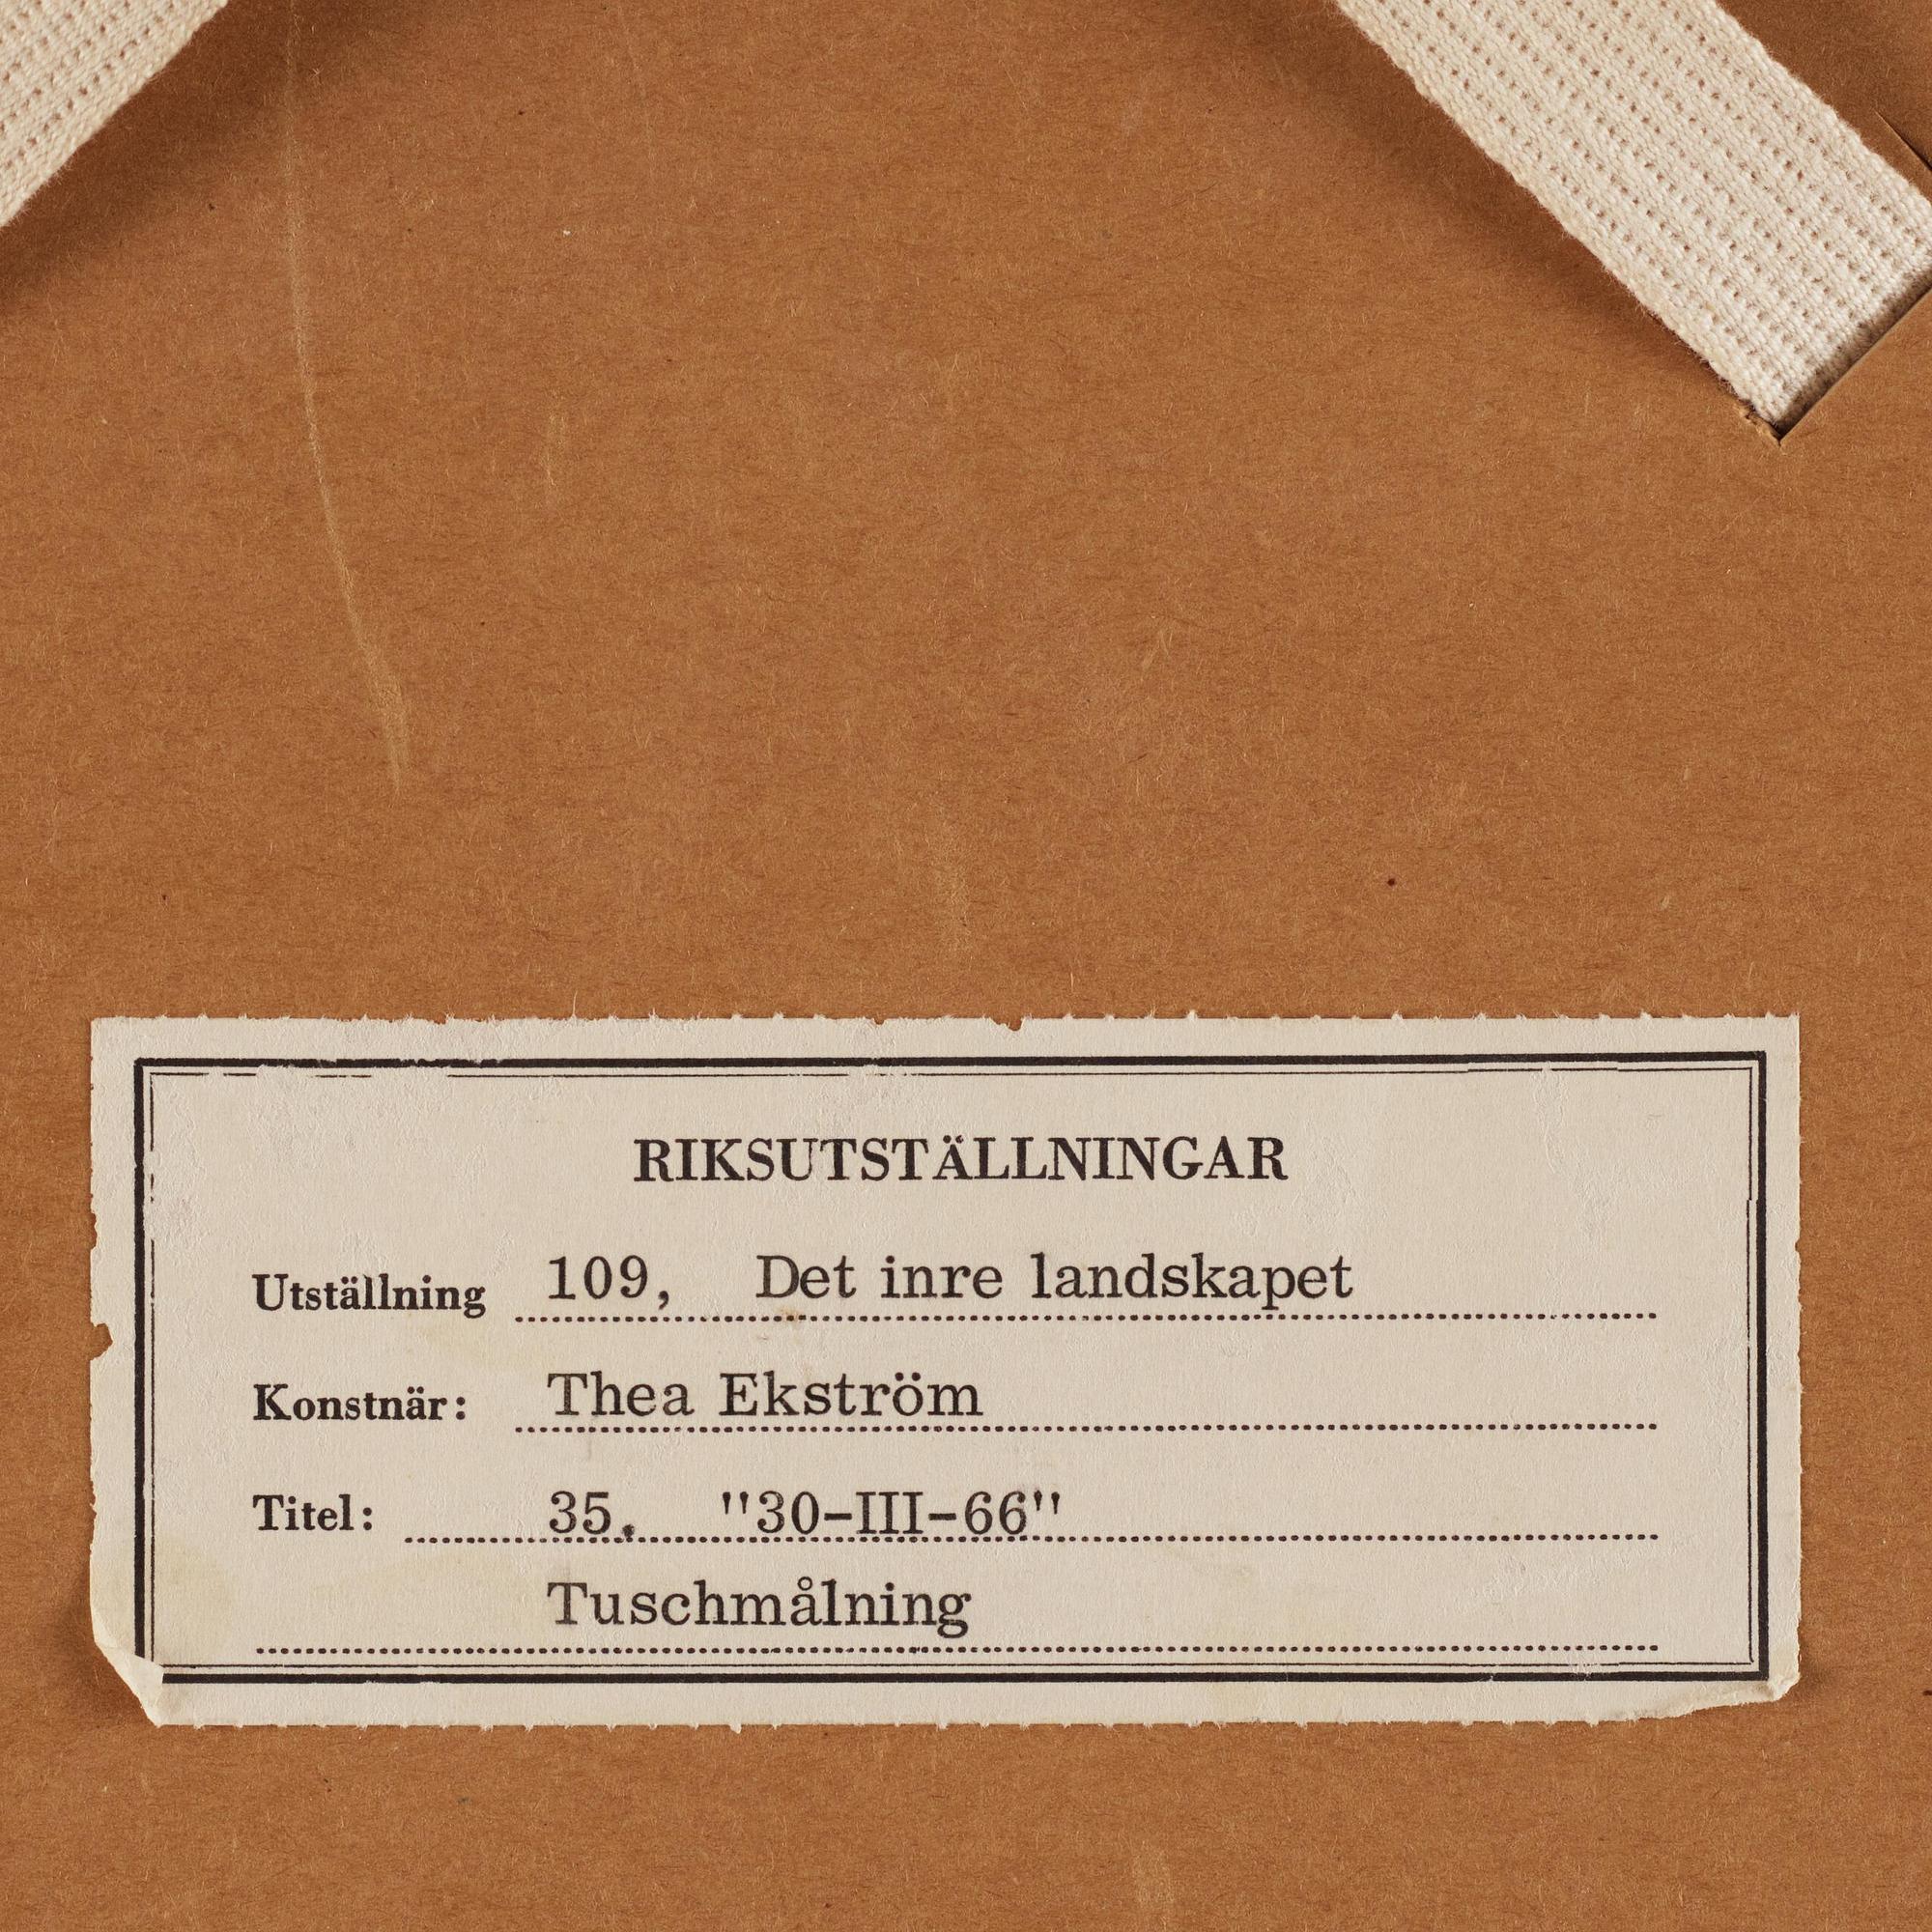 RIKSUTSTÄLLNINGAR
Utställning 109, Det inre landskapet
Konstnär: Thea Ekström
Titel: 35. "30-III-66"
Tuschmålning